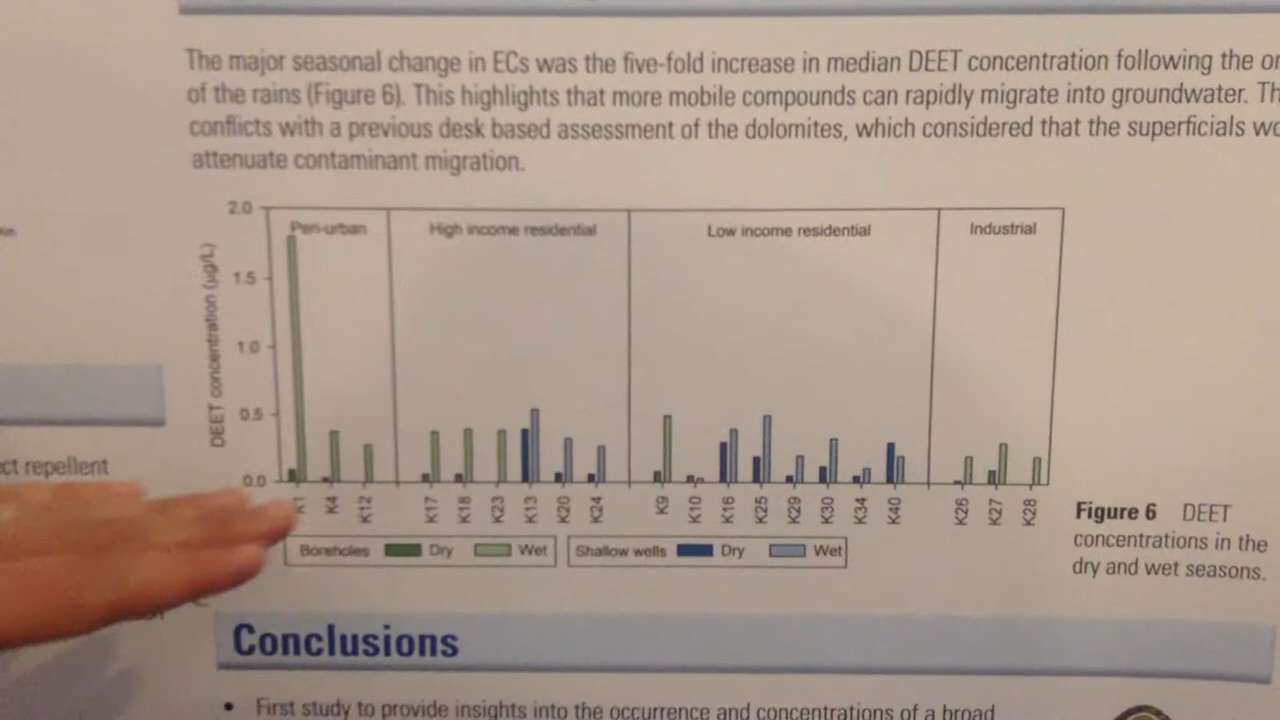 The major seasonal change in ECs was the five-fold increase in median DEET concentration following the
of the rains (Figure 6). This highlights that more mobile compounds can rapidly migrate into groundwater.
conflicts with a previous desk based assessment of the dolomites, which considered that the superficials
attenuate contaminant migration.
2.0
1.5
1.0
0.5
0.0
DEET concentration (µg/L)
Peri-urban
High income residential
Low income residential
Industrial
K1 K4 K12 K17 K18 K23 K13 K20 K24 K9 K10 K16 K25 K29 K30 K34 K40 K26 K27 K28
Boreholes Dry Wet
Shallow wells Dry Wet
Figure 6 DEET
concentrations in the
dry and wet seasons.
repellent
Conclusions
• First study to provide insights into the occurrence and concentrations of a broad